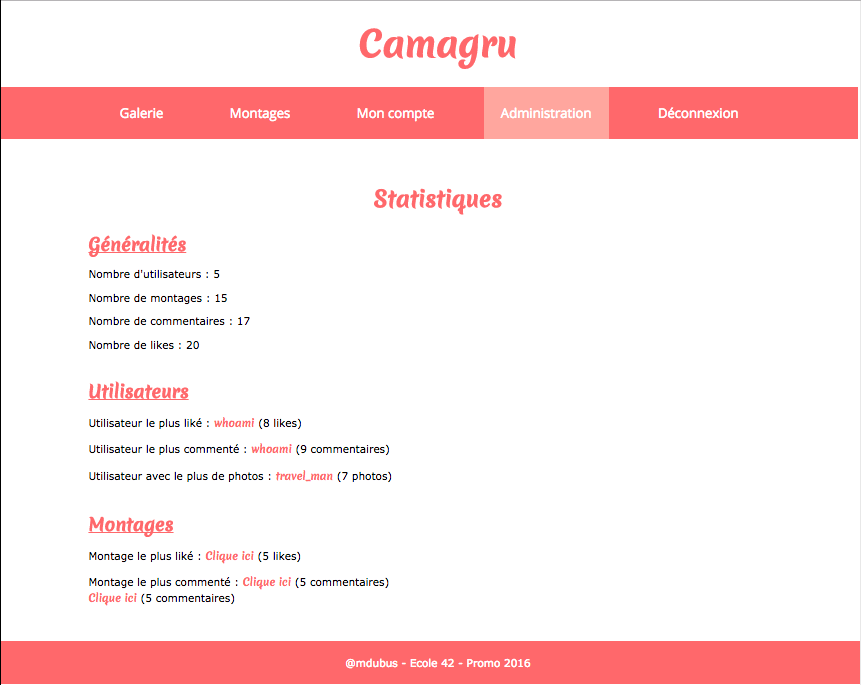 Camagru
Galerie Montages Mon compte Administration Déconnexion
Statistiques
Généralités
Nombre d'utilisateurs : 5
Nombre de montages : 15
Nombre de commentaires : 17
Nombre de likes : 20
Utilisateurs
Utilisateur le plus liké : whoami (8 likes)
Utilisateur le plus commenté : whoami (9 commentaires)
Utilisateur avec le plus de photos : travel_man (7 photos)
Montages
Montage le plus liké : Clique ici (5 likes)
Montage le plus commenté : Clique ici (5 commentaires)
Clique ici (5 commentaires)
@mdubus - Ecole 42 - Promo 2016